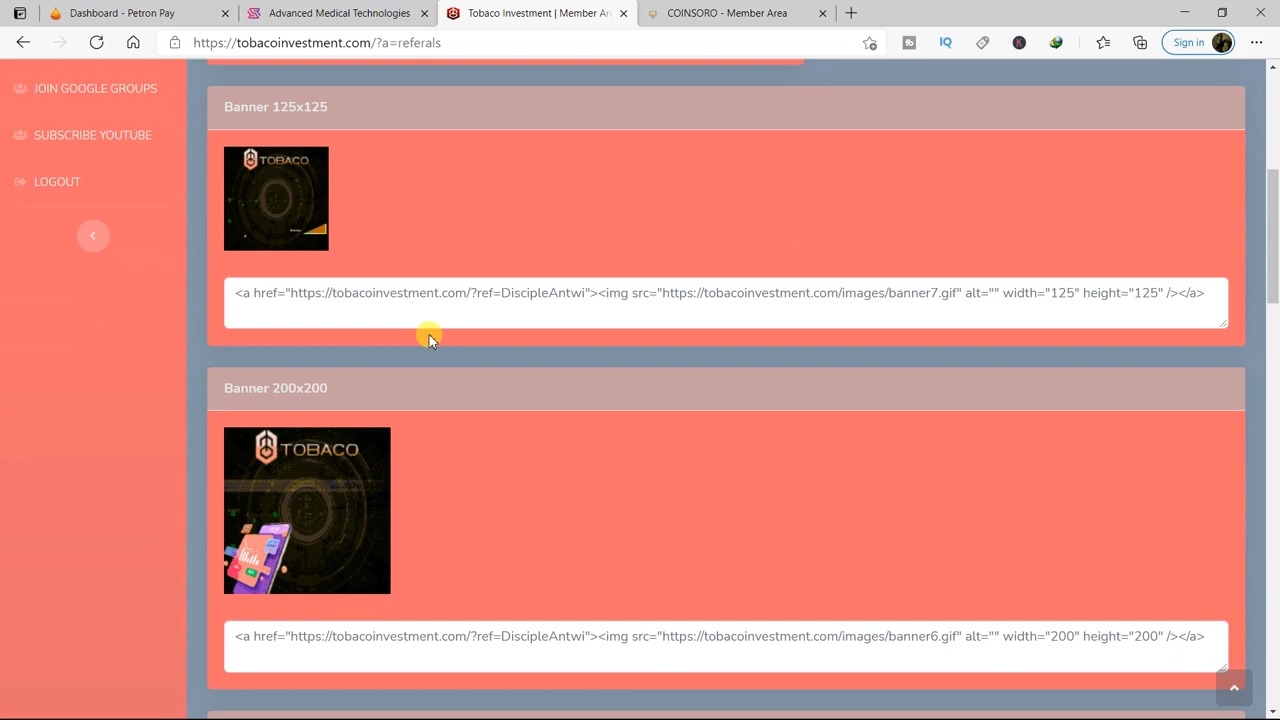 Dashboard - Petron Pay
Advanced Medical Technologies
Tobaco Investment | Member Are
COINSORO - Member Area
https://tobacoinvestment.com/?a=referals
IQ
K
Sign in
JOIN GOOGLE GROUPS
SUBSCRIBE YOUTUBE
LOGOUT
Banner 125x125
TOBACO
<a href="https://tobacoinvestment.com/?ref=DiscipleAntwi"><img src="https://tobacoinvestment.com/images/banner7.gif" alt="" width="125" height="125" /></a>
Banner 200x200
TOBACO
<a href="https://tobacoinvestment.com/?ref=DiscipleAntwi"><img src="https://tobacoinvestment.com/images/banner6.gif" alt="" width="200" height="200" /></a>